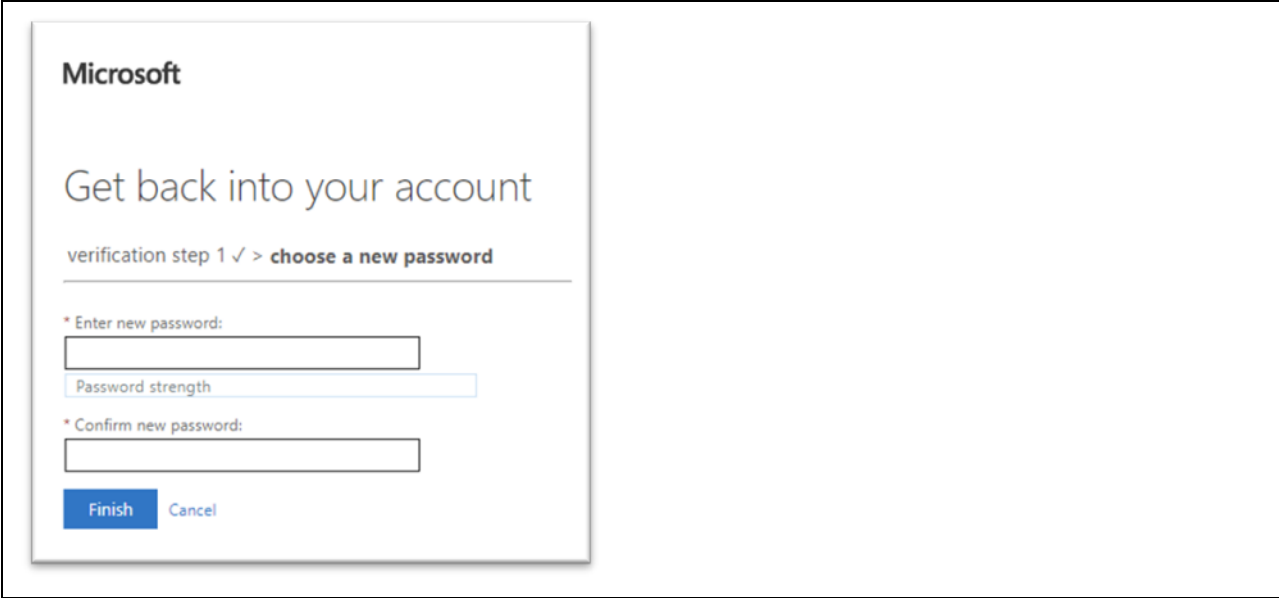 Microsoft
Get back into your account
verification step 1 ✓ > choose a new password
* Enter new password:
Password strength
* Confirm new password:
Finish Cancel